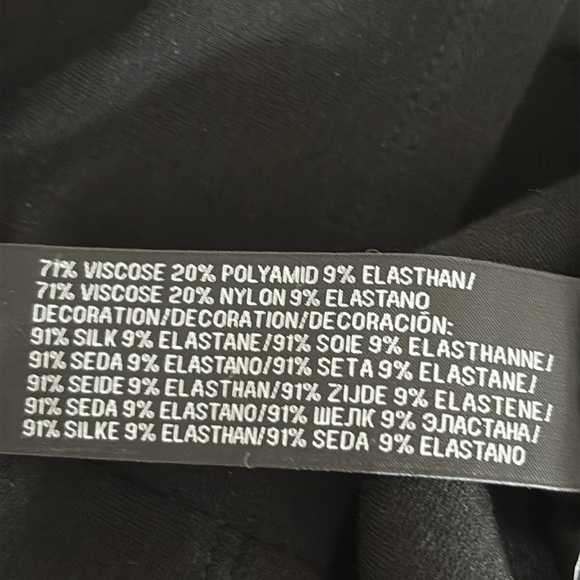 71% VISCOSE 20% POLYAMID 9% ELASTHAN/
71% VISCOSE 20% NYLON 9% ELASTANO
DECORATION/DECORATION/DECORACIÓN:
91% SILK 9% ELASTANE/91% SOIE 9% ELASTHANNE/
91% SEDA 9% ELASTANO/91% SETA 9% ELASTANE/
91% SEIDE 9% ELASTHAN/91% ZIJDE 9% ELASTENE/
91% SEDA 9% ELASTANO/91% ШЕЛК 9% ЭЛАСТАНА/
91% SILKE 9% ELASTHAN/91% SEDA 9% ELASTANO